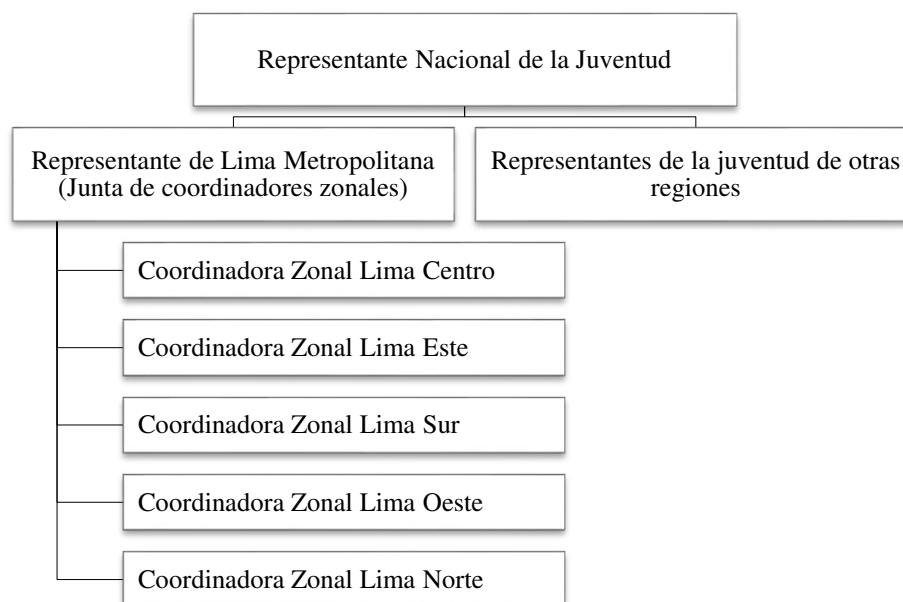 Representante Nacional de la Juventud
Representante de Lima Metropolitana
(Junta de coordinadores zonales)
Representantes de la juventud de otras
regiones
Coordinadora Zonal Lima Centro
Coordinadora Zonal Lima Este
Coordinadora Zonal Lima Sur
Coordinadora Zonal Lima Oeste
Coordinadora Zonal Lima Norte